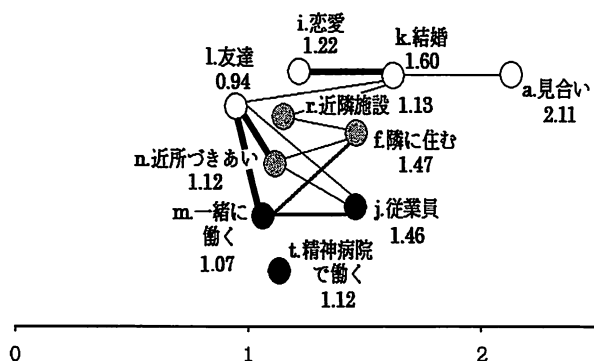 i.恋愛
1.22
k.結婚
1.60
l.友達
0.94
a.見合い
2.11
r.近隣施設
1.13
f.隣に住む
1.47
n.近所づきあい
1.12
m.一緒に
働く
1.07
j.従業員
1.46
t.精神病院
で働く
1.12
0 1 2